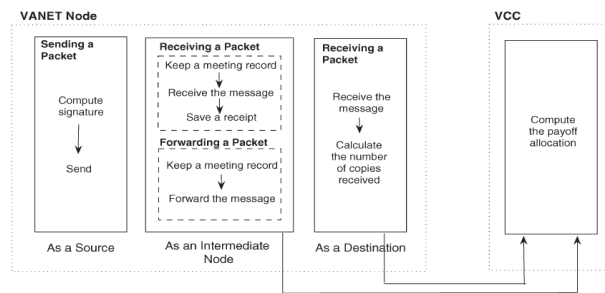 VANET Node
VCC
Sending a
Packet
Compute
signature
Send
As a Source
Receiving a Packet
Keep a meeting record
Receive the message
Save a receipt
Forwarding a Packet
Keep a meeting record
Forward the message
As an Intermediate
Node
Receiving a
Packet
Receive the
message
Calculate
the number
of copies
received
As a Destination
Compute
the payoff
allocation